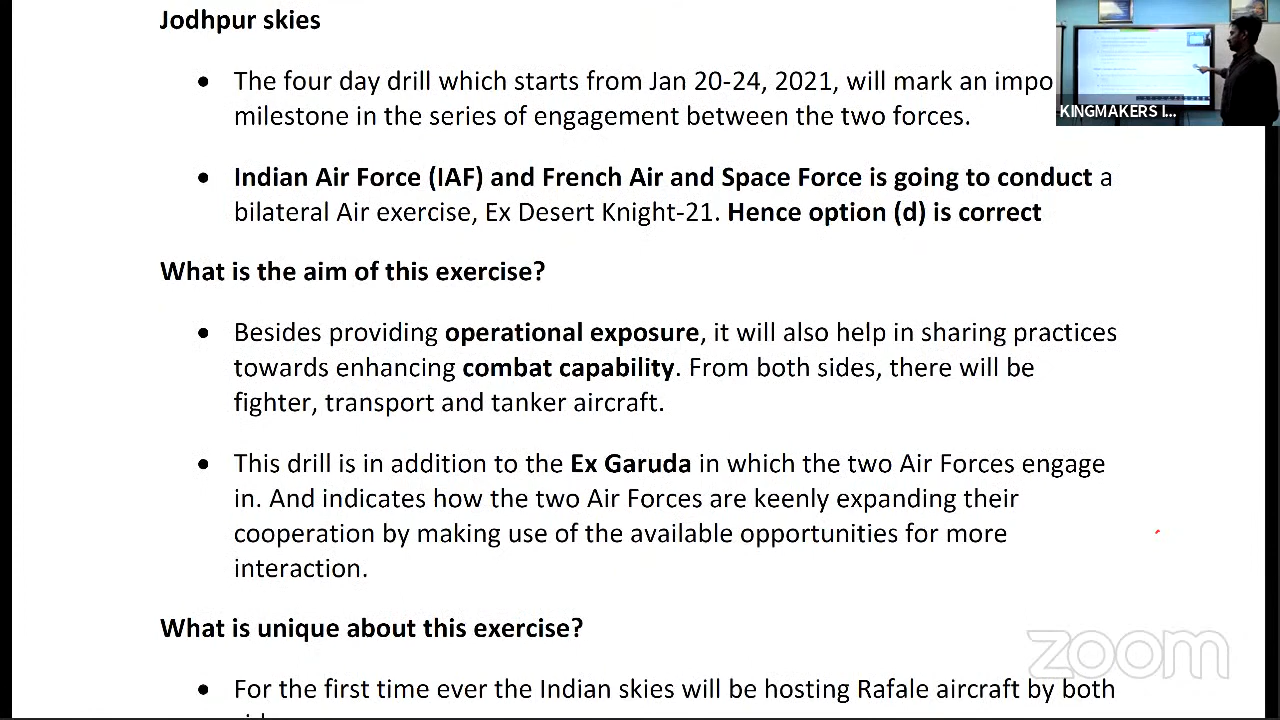 Jodhpur skies
• The four day drill which starts from Jan 20-24, 2021, will mark an impo
milestone in the series of engagement between the two forces.
• Indian Air Force (IAF) and French Air and Space Force is going to conduct a
bilateral Air exercise, Ex Desert Knight-21. Hence option (d) is correct
What is the aim of this exercise?
• Besides providing operational exposure, it will also help in sharing practices
towards enhancing combat capability. From both sides, there will be
fighter, transport and tanker aircraft.
• This drill is in addition to the Ex Garuda in which the two Air Forces engage
in. And indicates how the two Air Forces are keenly expanding their
cooperation by making use of the available opportunities for more
interaction.
What is unique about this exercise?
• For the first time ever the Indian skies will be hosting Rafale aircraft by both
KINGMAKERS I...
zoom